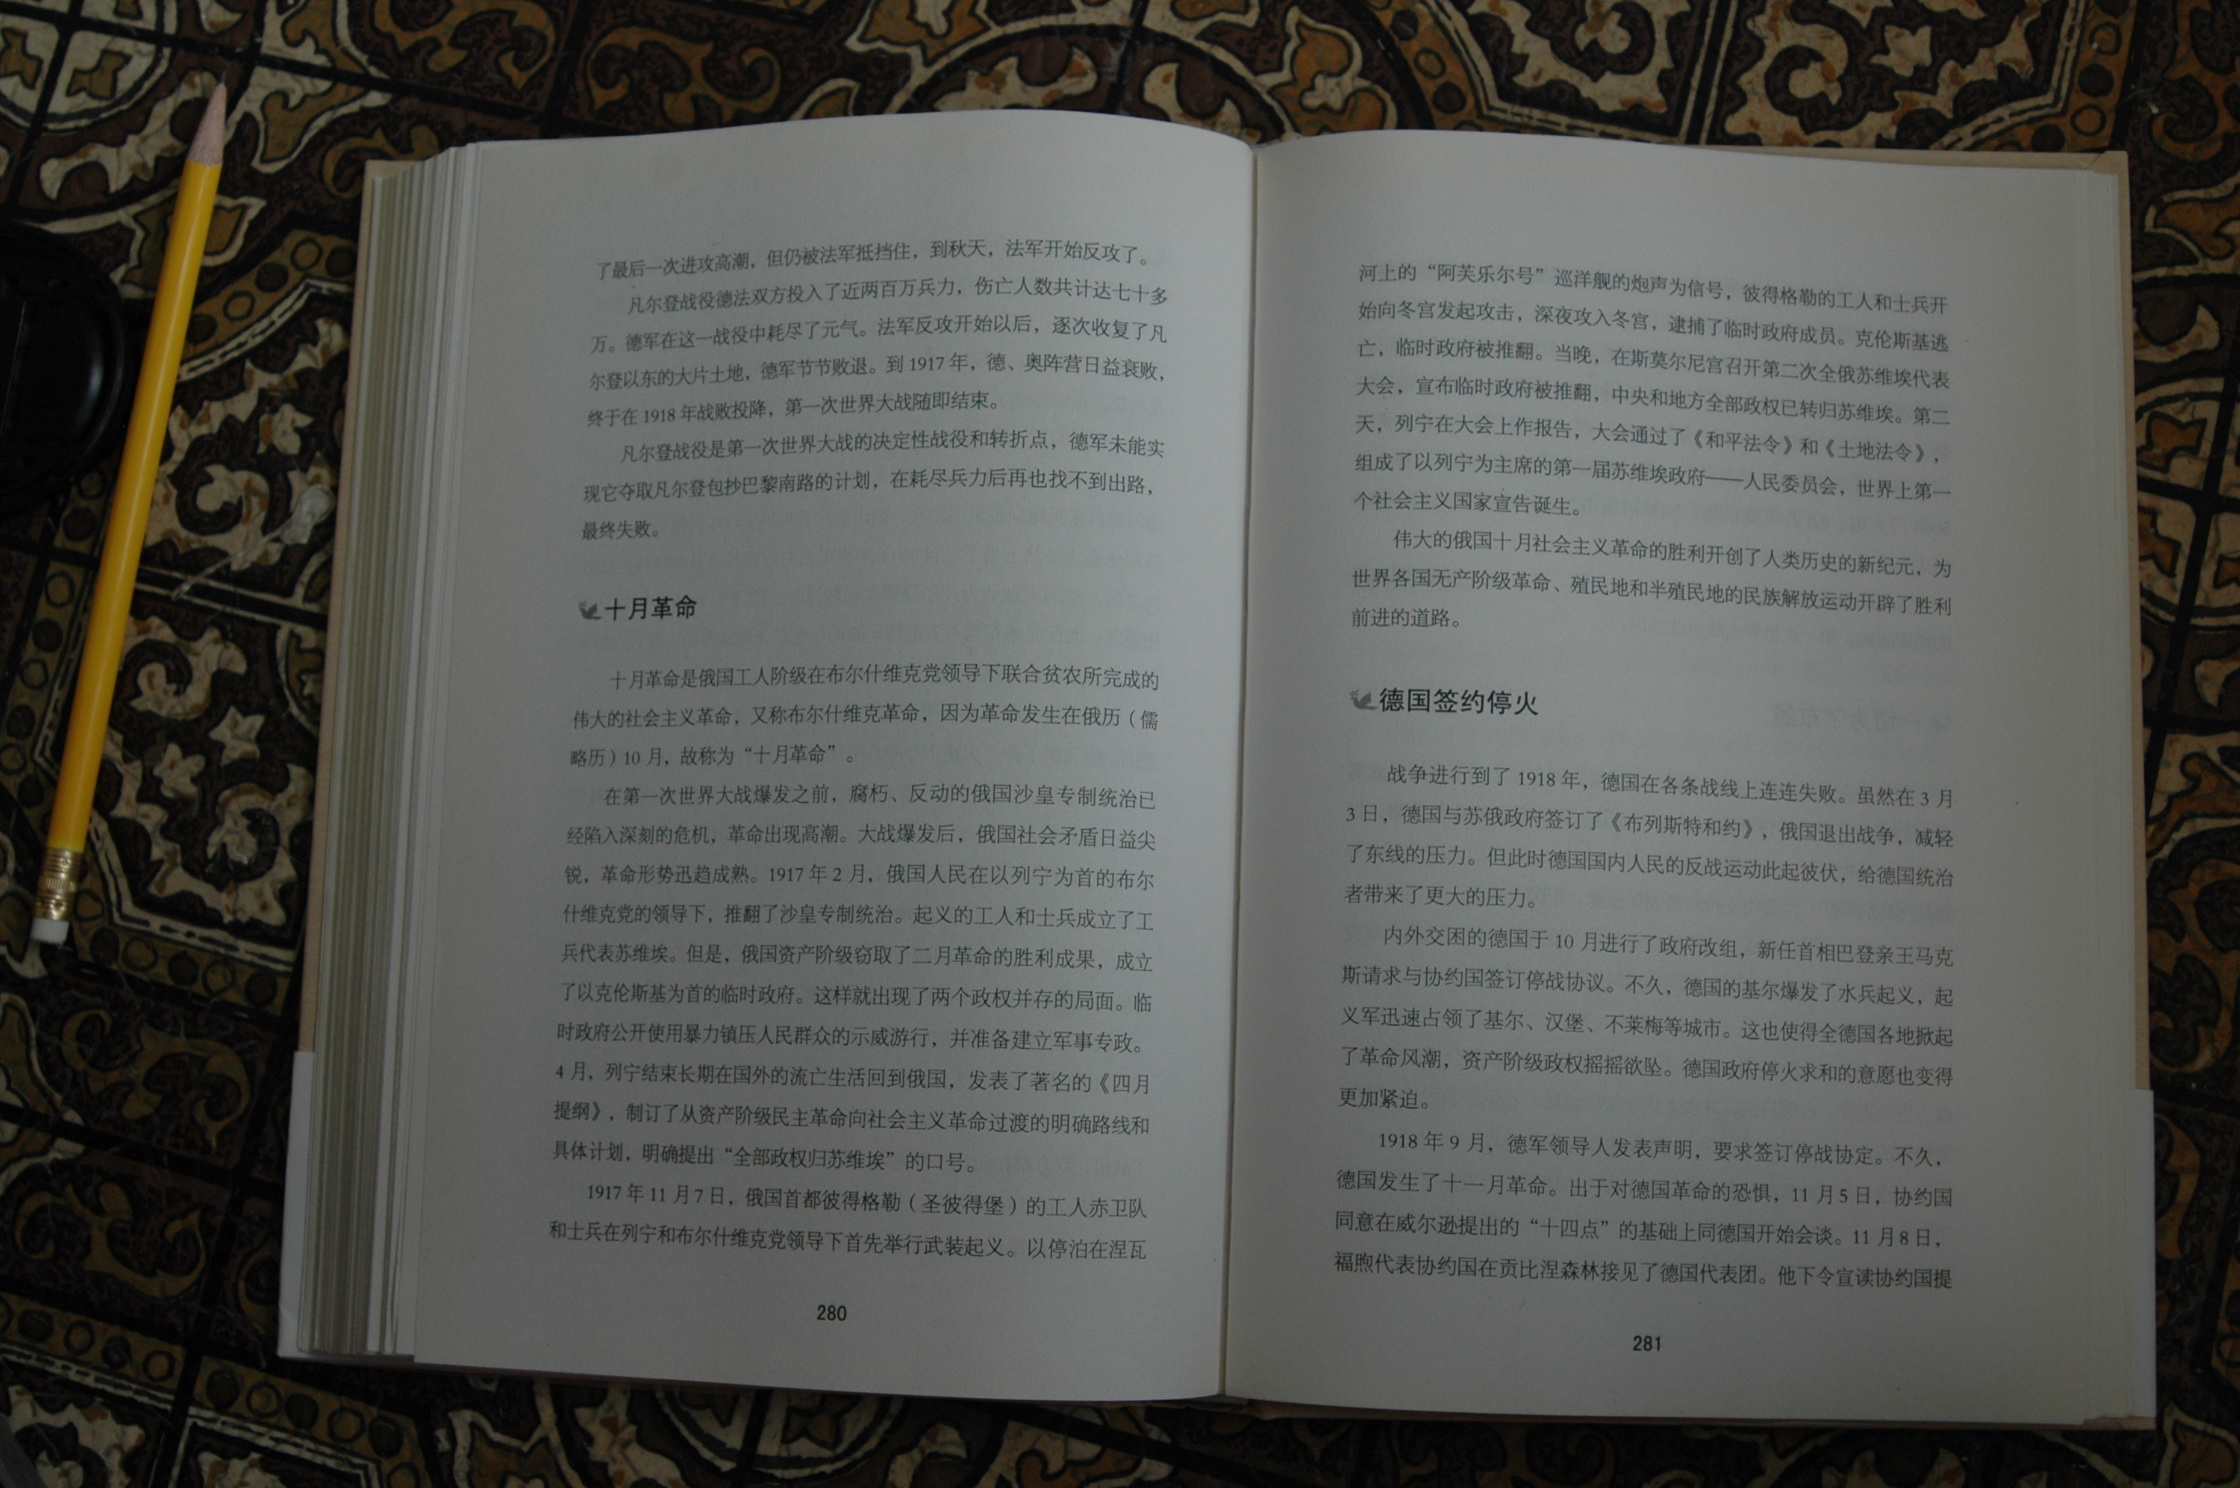 了最后一次进攻高潮，但仍被法军抵挡住，到秋天，法军开始反攻了。
凡尔登战役德法双方投入了近两百万兵力，伤亡人数共计达七十多
万。德军在这一战役中耗尽了元气。法军反攻开始以后，逐次收复了凡
尔登以东的大片土地，德军节节败退。到 1917 年，德、奥阵营日益衰败，
终于在 1918 年战败投降，第一次世界大战随即结束。
凡尔登战役是第一次世界大战的决定性战役和转折点，德军未能实
现它夺取凡尔登包抄巴黎南路的计划，在耗尽兵力后再也找不到出路，
最终失败。
十月革命
十月革命是俄国工人阶级在布尔什维克党领导下联合贫农所完成的
伟大的社会主义革命，又称布尔什维克革命，因为革命发生在俄历（儒
略历）10 月，故称为“十月革命”。
在第一次世界大战爆发之前，腐朽、反动的俄国沙皇专制统治已
经陷入深刻的危机，革命出现高潮。大战爆发后，俄国社会矛盾日益尖
锐，革命形势迅趋成熟。1917 年 2 月，俄国人民在以列宁为首的布尔
什维克党的领导下，推翻了沙皇专制统治。起义的工人和士兵成立了工
兵代表苏维埃。但是，俄国资产阶级窃取了二月革命的胜利成果，成立
了以克伦斯基为首的临时政府。这样就出现了两个政权并存的局面。临
时政府公开使用暴力镇压人民群众的示威游行，并准备建立军事专政。
4 月，列宁结束长期在国外的流亡生活回到俄国，发表了著名的《四月
提纲》，制订了从资产阶级民主革命向社会主义革命过渡的明确路线和
具体计划，明确提出“全部政权归苏维埃”的口号。
1917 年 11 月 7 日，俄国首都彼得格勒（圣彼得堡）的工人赤卫队
和士兵在列宁和布尔什维克党领导下首先举行武装起义。以停泊在涅瓦
280
河上的“阿芙乐尔号”巡洋舰的炮声为信号，彼得格勒的工人和士兵开
始向冬宫发起攻击，深夜攻入冬宫，逮捕了临时政府成员。克伦斯基逃
亡，临时政府被推翻。当晚，在斯莫尔尼宫召开第二次全俄苏维埃代表
大会，宣布临时政府被推翻，中央和地方全部政权已转归苏维埃。第二
天，列宁在大会上作报告，大会通过了《和平法令》和《土地法令》，
组成了以列宁为主席的第一届苏维埃政府——人民委员会，世界上第一
个社会主义国家宣告诞生。
伟大的俄国十月社会主义革命的胜利开创了人类历史的新纪元，为
世界各国无产阶级革命、殖民地和半殖民地的民族解放运动开辟了胜利
前进的道路。
德国签约停火
战争进行到了 1918 年，德国在各条战线上连连失败。虽然在 3 月
3 日，德国与苏俄政府签订了《布列斯特和约》，俄国退出战争，减轻
了东线的压力。但此时德国国内人民的反战运动此起彼伏，给德国统治
者带来了更大的压力。
内外交困的德国于 10 月进行了政府改组，新任首相巴登亲王马克
斯请求与协约国签订停战协议。不久，德国的基尔爆发了水兵起义，起
义军迅速占领了基尔、汉堡、不莱梅等城市。这也使得全德国各地掀起
了革命风潮，资产阶级政权摇摇欲坠。德国政府停火求和的意愿也变得
更加紧迫。
1918 年 9 月，德军领导人发表声明，要求签订停战协定。不久，
德国发生了十一月革命。出于对德国革命的恐惧，11 月 5 日，协约国
同意在威尔逊提出的“十四点”的基础上同德国开始会谈。11 月 8 日，
福煦代表协约国在贡比涅森林接见了德国代表团。他下令宣读协约国提
281